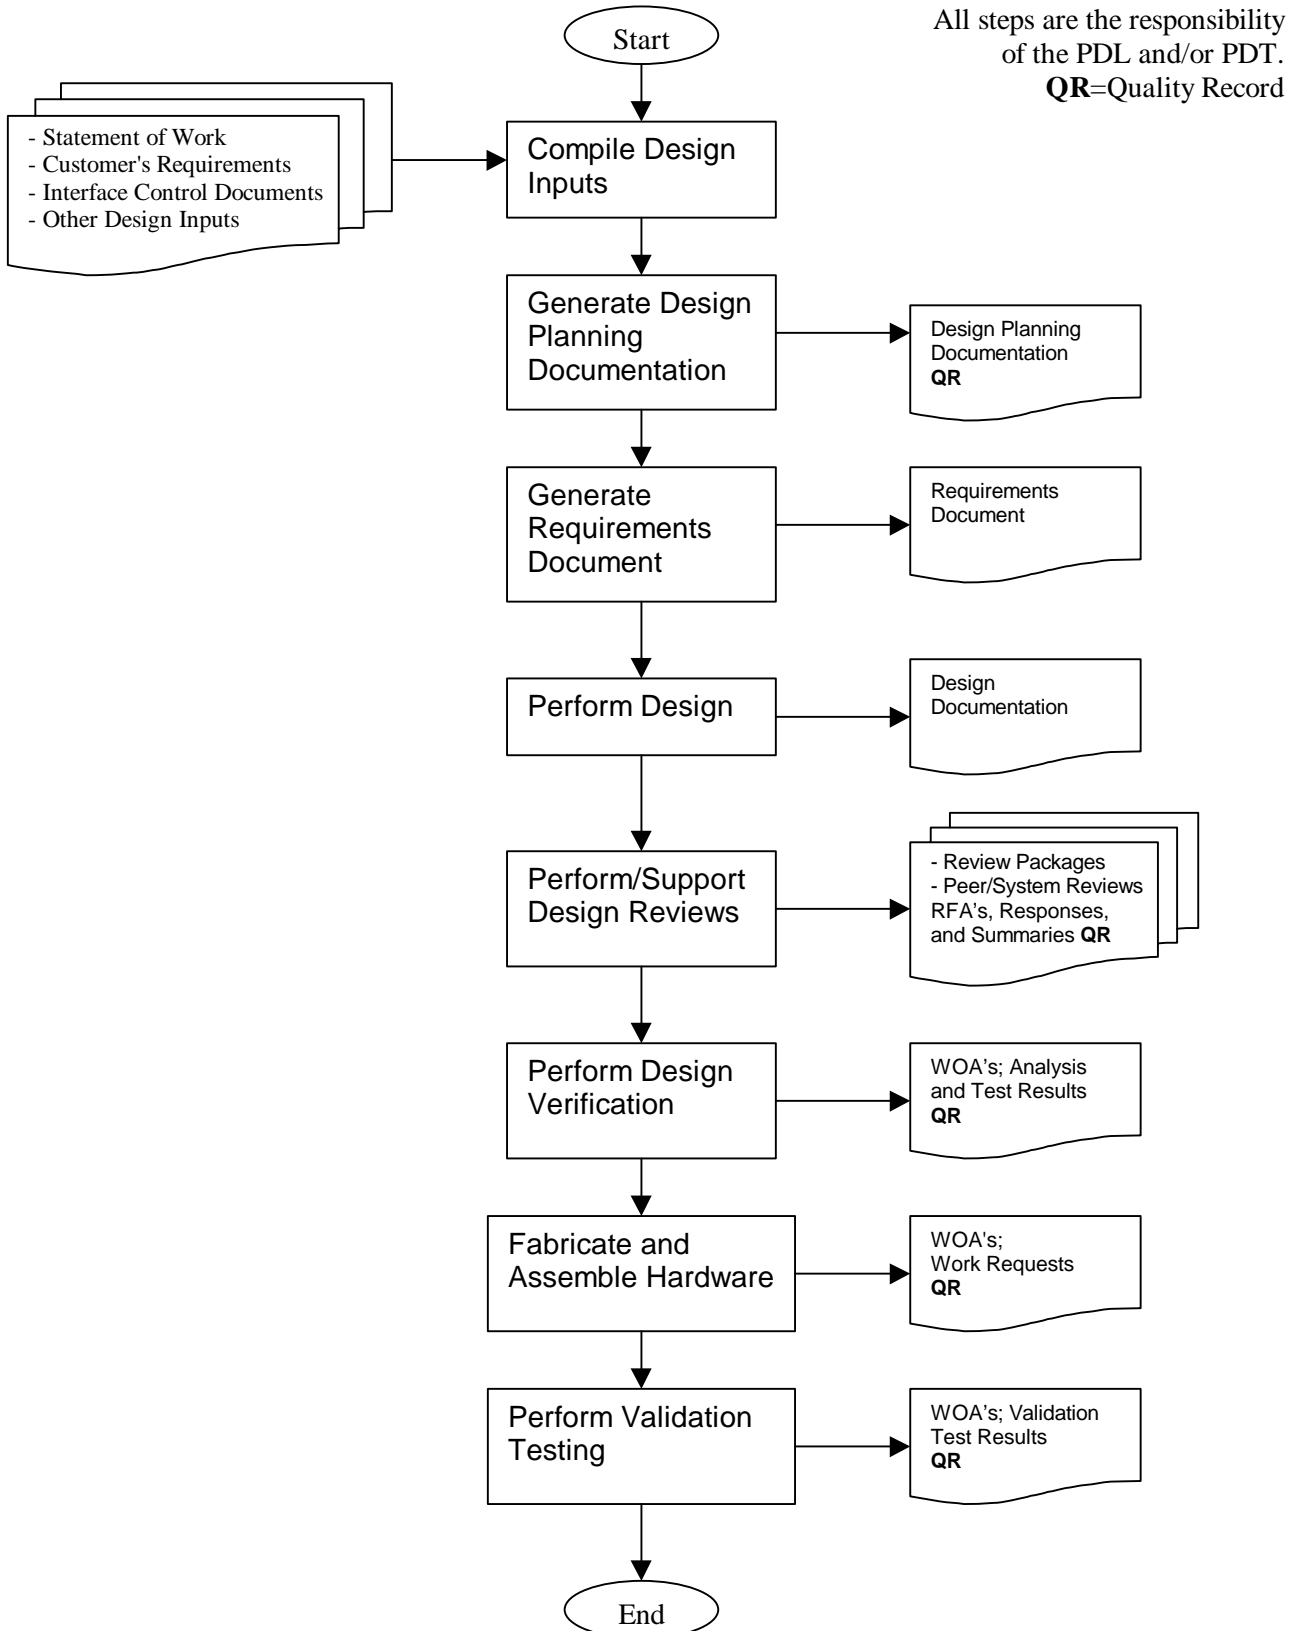 Start
All steps are the responsibility
of the PDL and/or PDT.
QR=Quality Record
- Statement of Work
- Customer's Requirements
- Interface Control Documents
- Other Design Inputs
Compile Design
Inputs
Generate Design
Planning
Documentation
Design Planning
Documentation
QR
Generate
Requirements
Document
Requirements
Document
Perform Design
Design
Documentation
Perform/Support
Design Reviews
- Review Packages
- Peer/System Reviews
RFA’s, Responses,
and Summaries QR
Perform Design
Verification
WOA’s; Analysis
and Test Results
QR
Fabricate and
Assemble Hardware
WOA's;
Work Requests
QR
Perform Validation
Testing
WOA’s; Validation
Test Results
QR
End